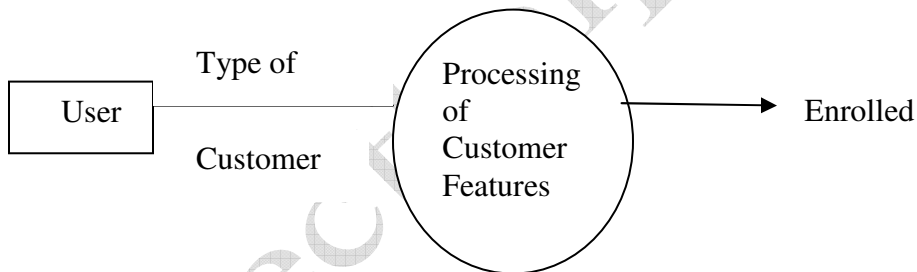 User
Type of
Customer
Processing
of
Customer
Features
Enrolled